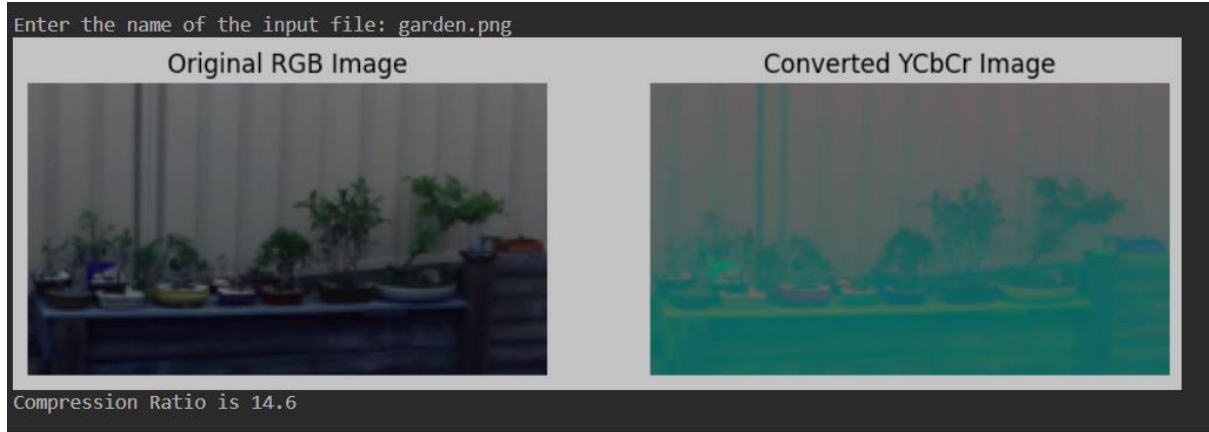 Enter the name of the input file: garden.png
Original RGB Image
Converted YCbCr Image
Compression Ratio is 14.6